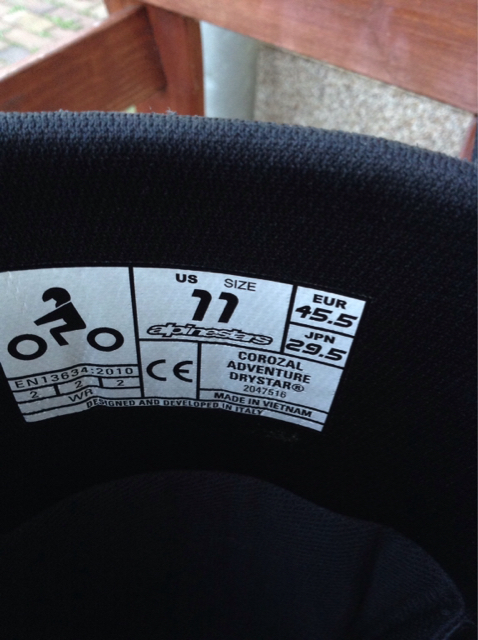 US SIZE
11
alpinestars
EUR
45.5
JPN
29.5
EN13634:2010
2 2 2
WR
CE
COROZAL
ADVENTURE
DRYSTAR®
2047516
MADE IN VIETNAM
DESIGNED AND DEVELOPED IN ITALY